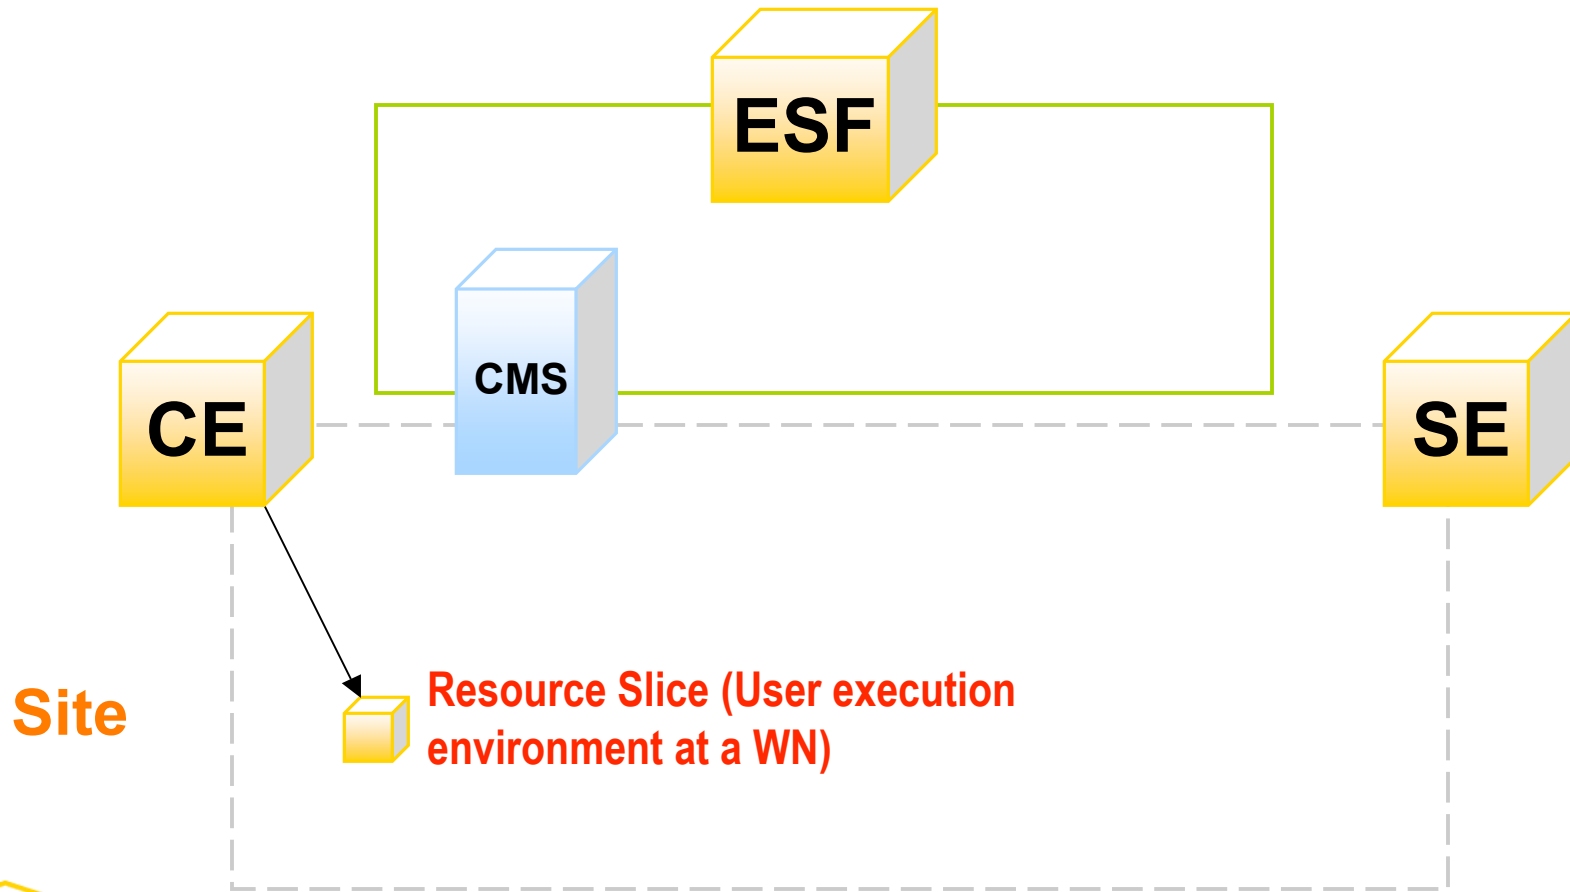 ESF
CMS
CE
SE
Resource Slice (User execution
environment at a WN)
Site